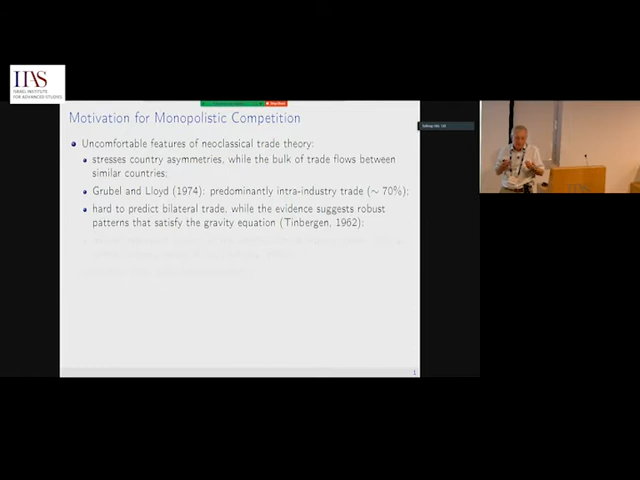 IIAS
ISRAEL INSTITUTE
FOR ADVANCED STUDIES
Motivation for Monopolistic Competition
Uncomfortable features of neoclassical trade theory:
stresses country asymmetries, while the bulk of trade flows between
similar countries;
Grubel and Lloyd (1974): predominantly intra-industry trade (∼ 70%);
hard to predict bilateral trade, while the evidence suggests robust
patterns that satisfy the gravity equation (Tinbergen, 1962);
1